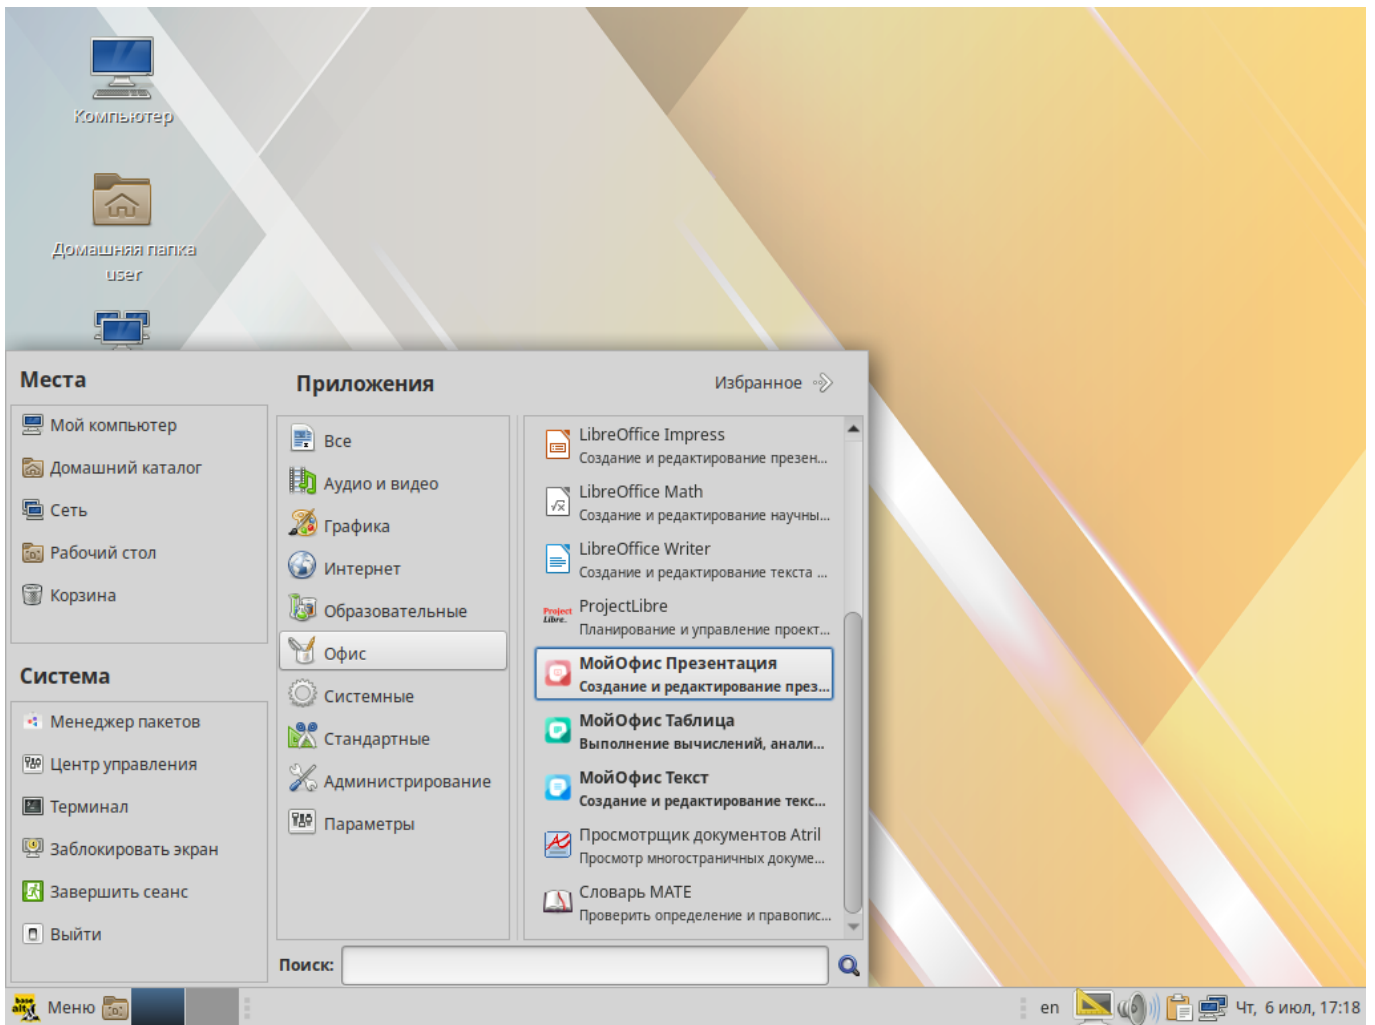 Компьютер
Домашняя папка
user
Места
Мой компьютер
Домашний каталог
Сеть
Рабочий стол
Корзина
Система
Менеджер пакетов
Центр управления
Терминал
Заблокировать экран
Завершить сеанс
Выйти
Приложения
Избранное
Все
Аудио и видео
Графика
Интернет
Образовательные
Офис
Системные
Стандартные
Администрирование
Параметры
LibreOffice Impress
Создание и редактирование презен...
LibreOffice Math
Создание и редактирование научны...
LibreOffice Writer
Создание и редактирование текста ...
Project
Libre.
ProjectLibre
Планирование и управление проект...
МойОфис Презентация
Создание и редактирование през...
МойОфис Таблица
Выполнение вычислений, анали...
МойОфис Текст
Создание и редактирование текс...
Просмотрщик документов Atril
Просмотр многостраничных докуме...
Словарь MATE
Проверить определение и правопис...
Поиск:
base
alt
Меню
en
Чт, 6 июл, 17:18